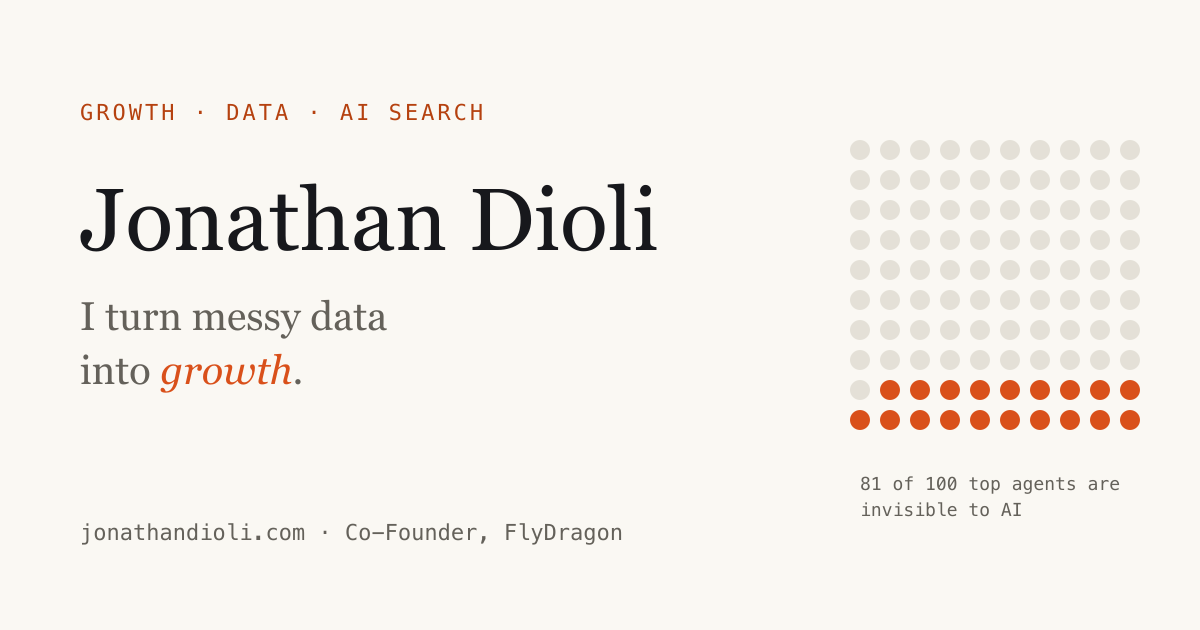 GROWTH · DATA · AI SEARCH
Jonathan Dioli
I turn messy data
into growth.
81 of 100 top agents are
invisible to AI
jonathandioli.com · Co–Founder, FlyDragon